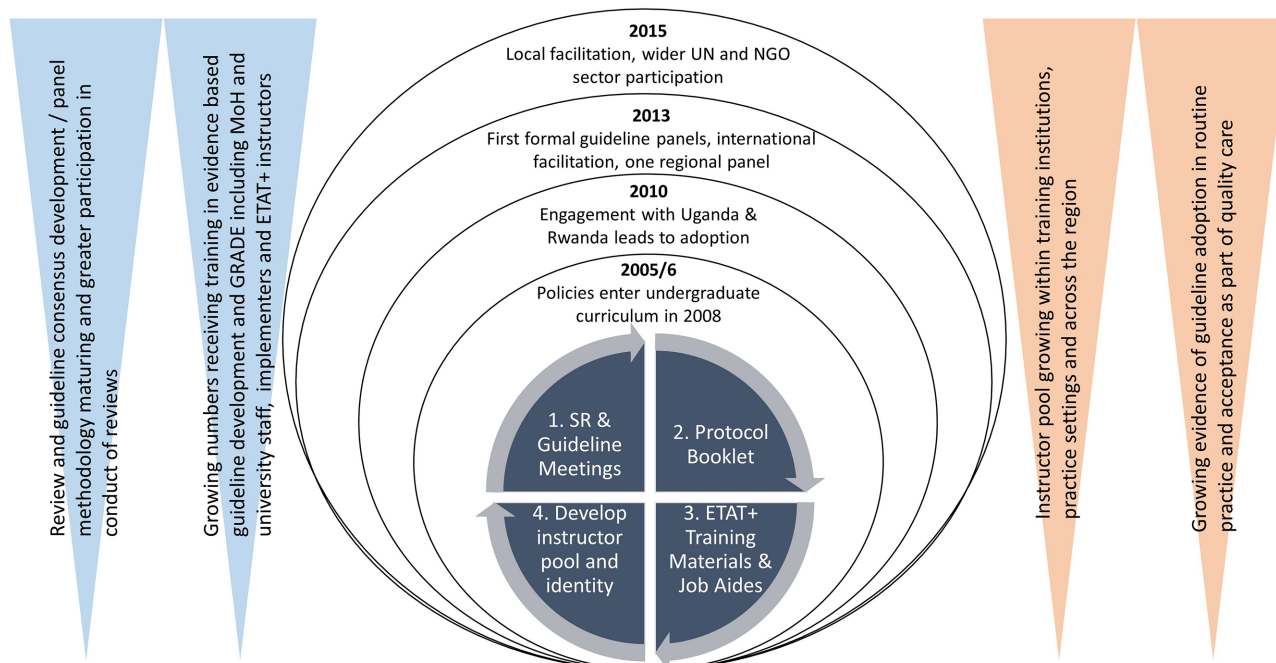 Review and guideline consensus development / panel
methodology maturing and greater participation in
conduct of reviews
Growing numbers receiving training in evidence based
guideline development and GRADE including MoH and
university staff, implementers and ETAT+ instructors
2015
Local facilitation, wider UN and NGO
sector participation
2013
First formal guideline panels, international
facilitation, one regional panel
2010
Engagement with Uganda &
Rwanda leads to adoption
2005/6
Policies enter undergraduate
curriculum in 2008
1. SR &
Guideline
Meetings
2. Protocol
Booklet
3. ETAT+
Training
Materials &
Job Aides
4. Develop
instructor
pool and
identity
Instructor pool growing within training institutions,
practice settings and across the region
Growing evidence of guideline adoption in routine
practice and acceptance as part of quality care